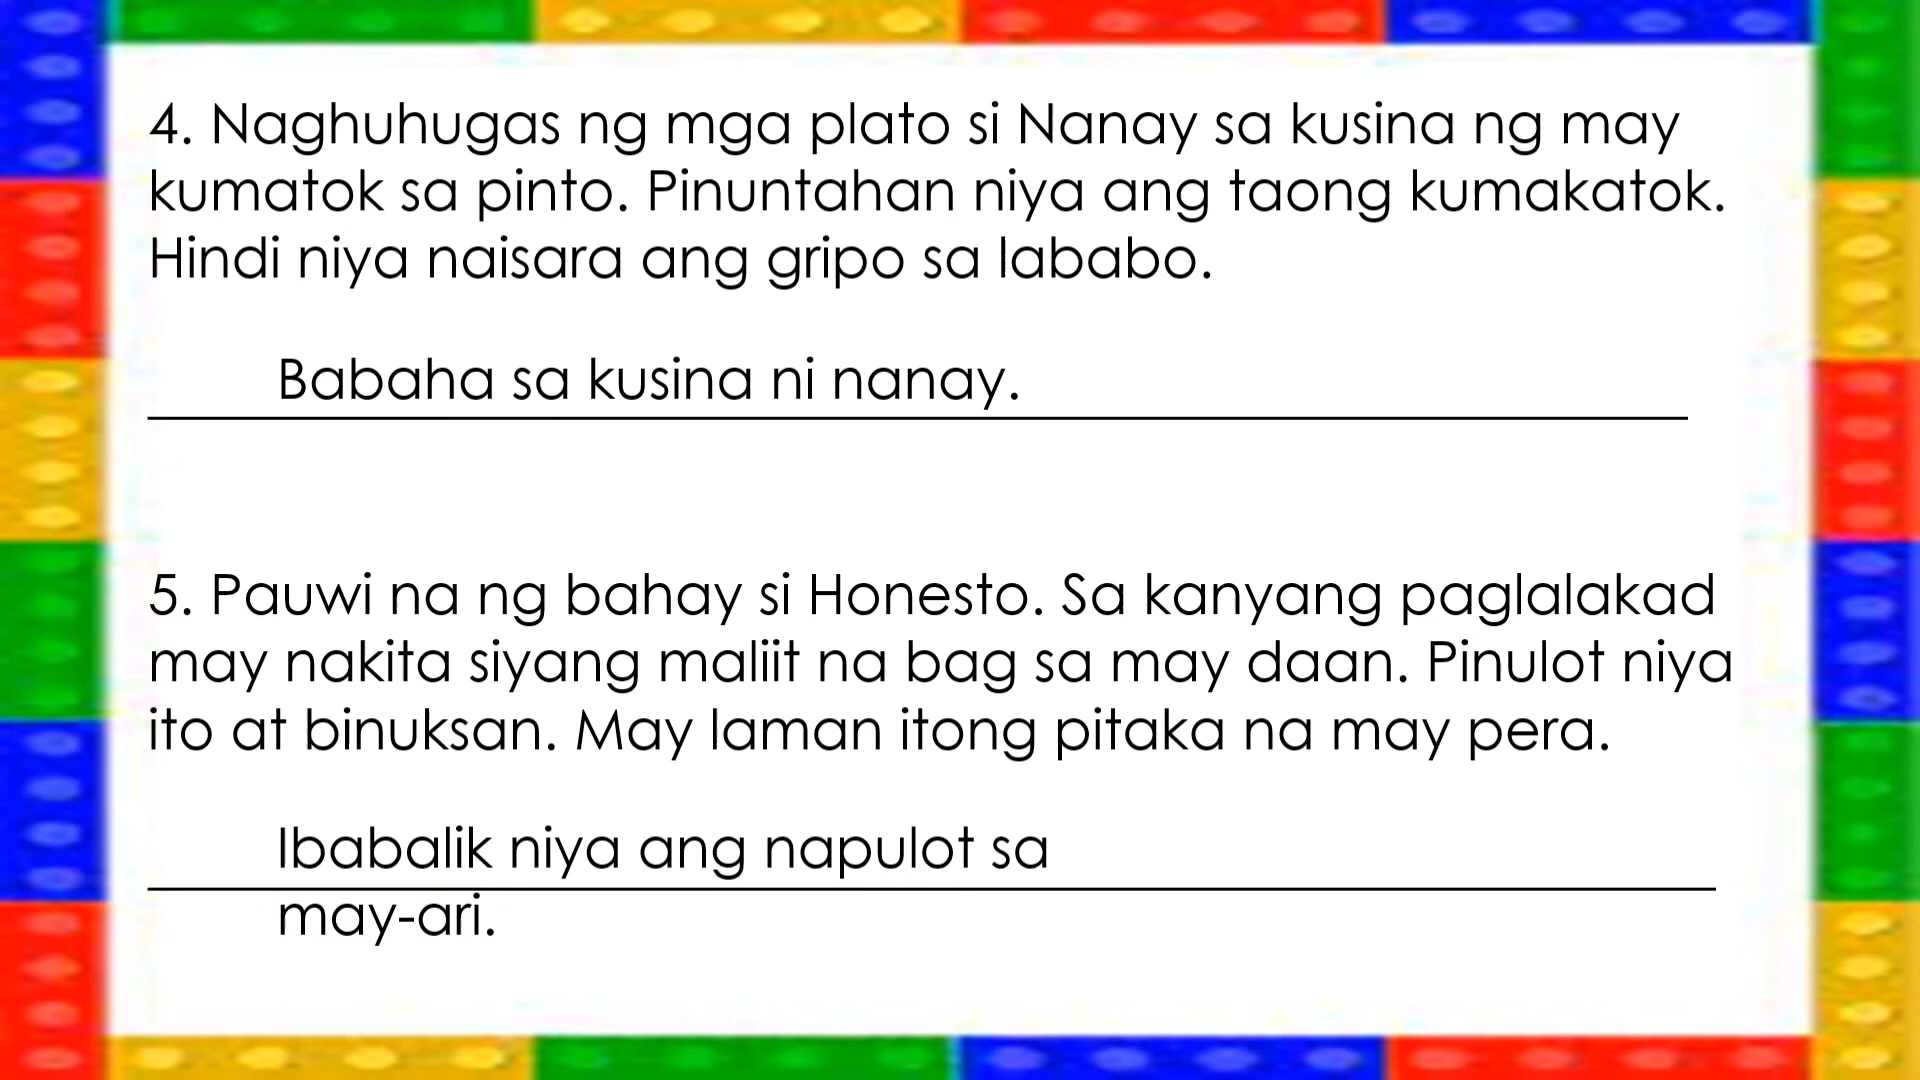 4. Naghuhugas ng mga plato si Nanay sa kusina ng may
kumatok sa pinto. Pinuntahan niya ang taong kumakatok.
Hindi niya naisara ang gripo sa lababo.
Babaha sa kusina ni nanay.
5. Pauwi na ng bahay si Honesto. Sa kanyang paglalakad
may nakita siyang maliit na bag sa may daan. Pinulot niya
ito at binuksan. May laman itong pitaka na may pera.
Ibabalik niya ang napulot sa
may-ari.